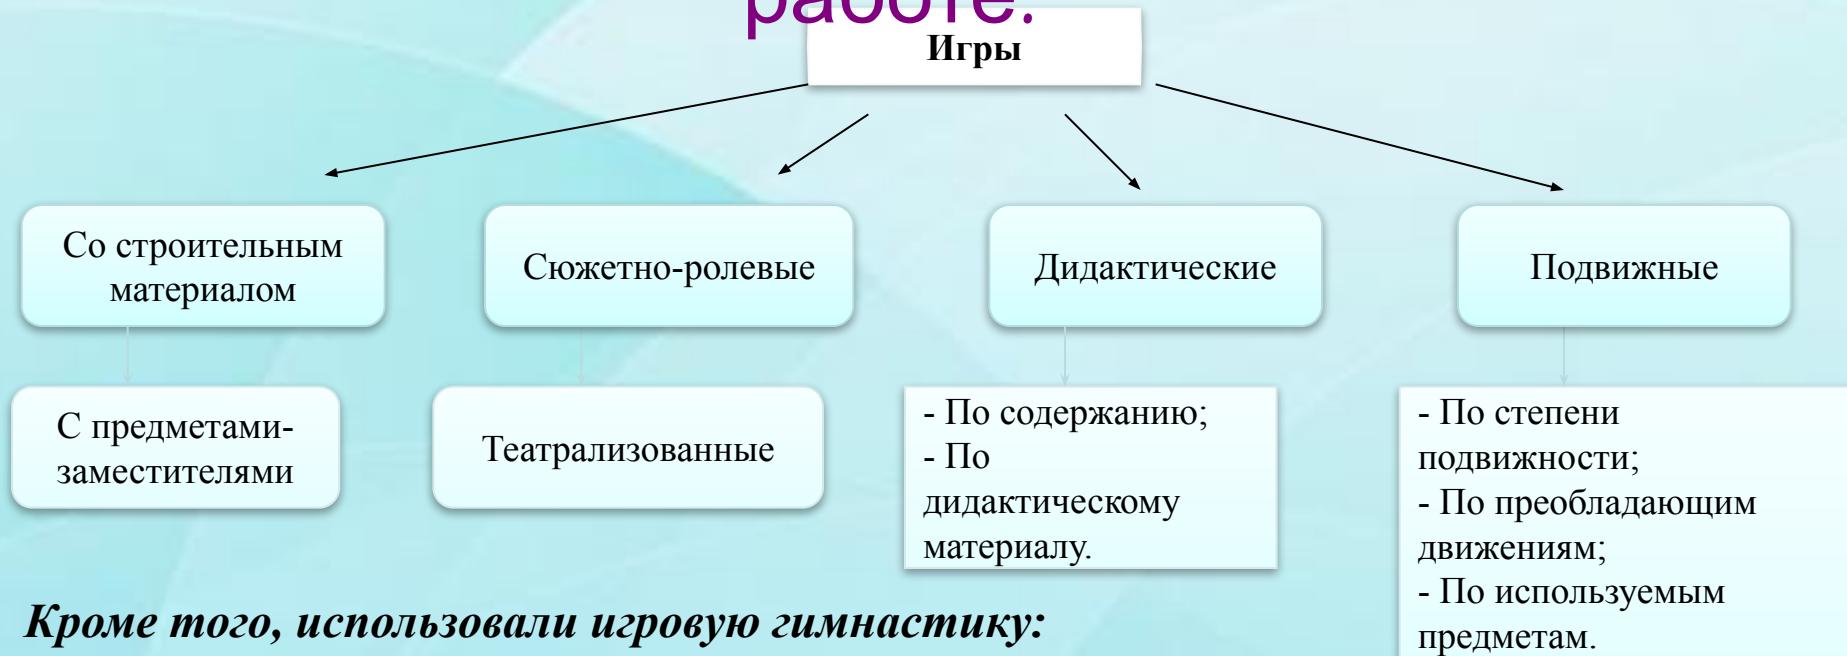 работе.
Игры
Со строительным
материалом
Сюжетно-ролевые
Дидактические
Подвижные
С предметами-
заместителями
Театрализованные
- По содержанию;
- По
дидактическому
материалу.
- По степени
подвижности;
- По преобладающим
движениям;
- По используемым
предметам.
Кроме того, использовали игровую гимнастику: